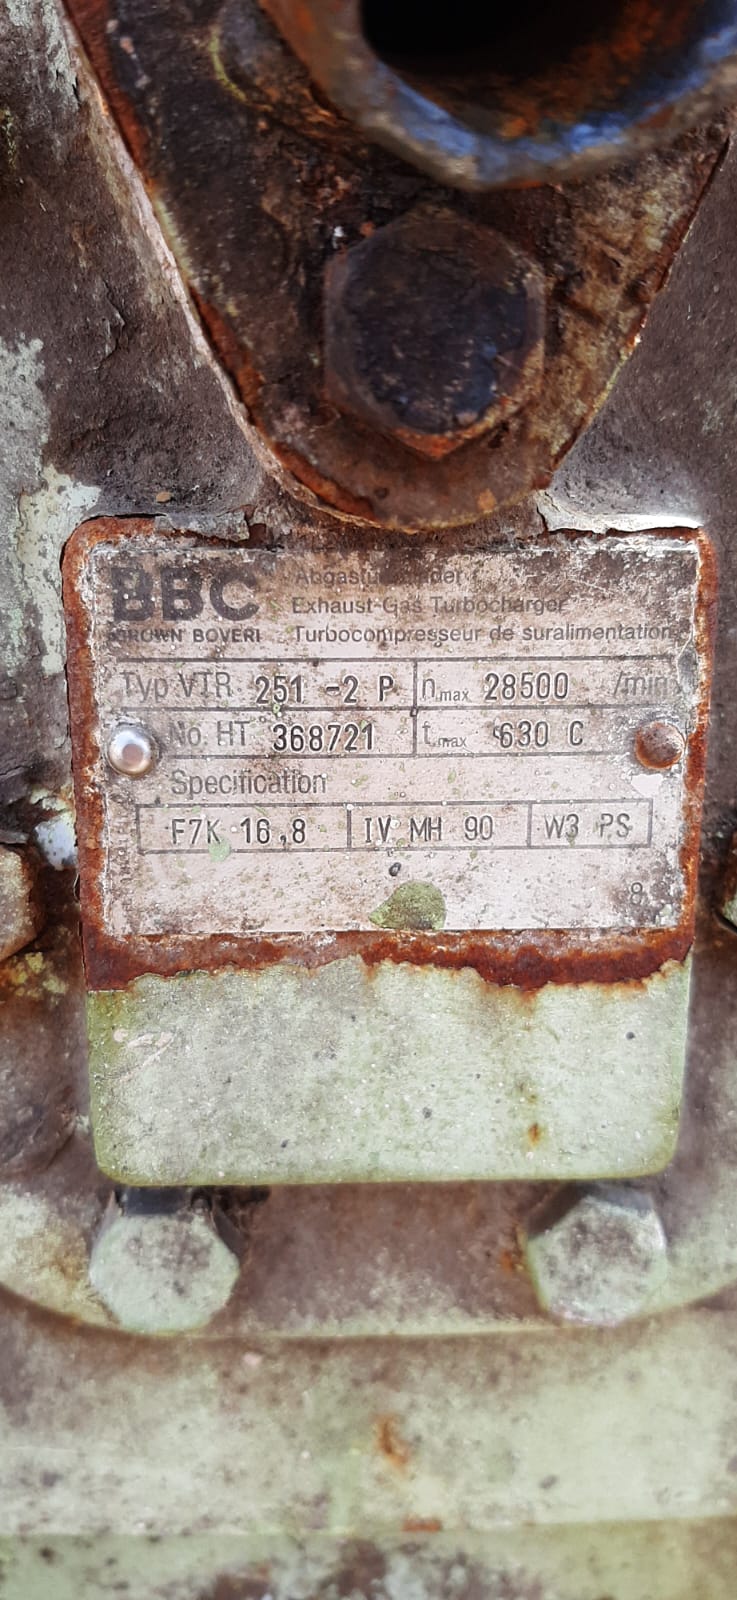 BBC
BROWN BOVERI
Exhaust-Gas Turbocharger
Turbocompresseur de suralimentation
Typ VTR 251 -2 P n max 28500 /min
No. HT 368721 t max 630 C
Specification
F7K 16,8 IV MH 90 W3 PS